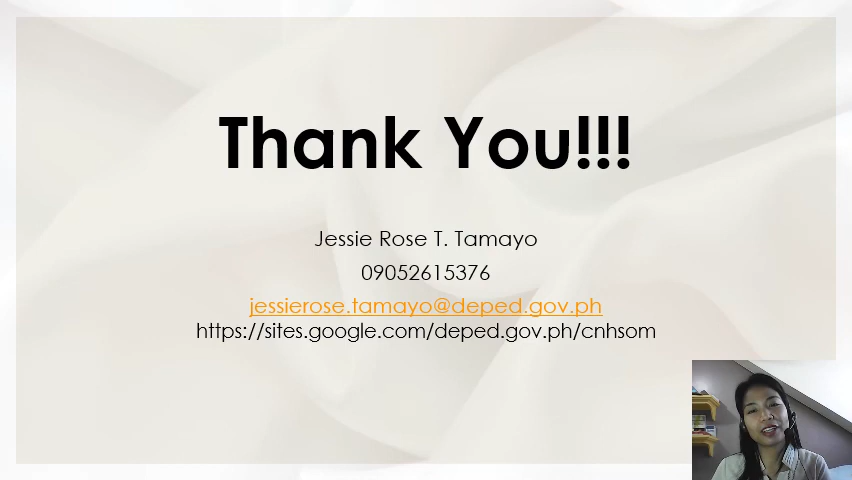 Thank You!!!
Jessie Rose T. Tamayo
09052615376
jessierose.tamayo@deped.gov.ph
https://sites.google.com/deped.gov.ph/cnhsom